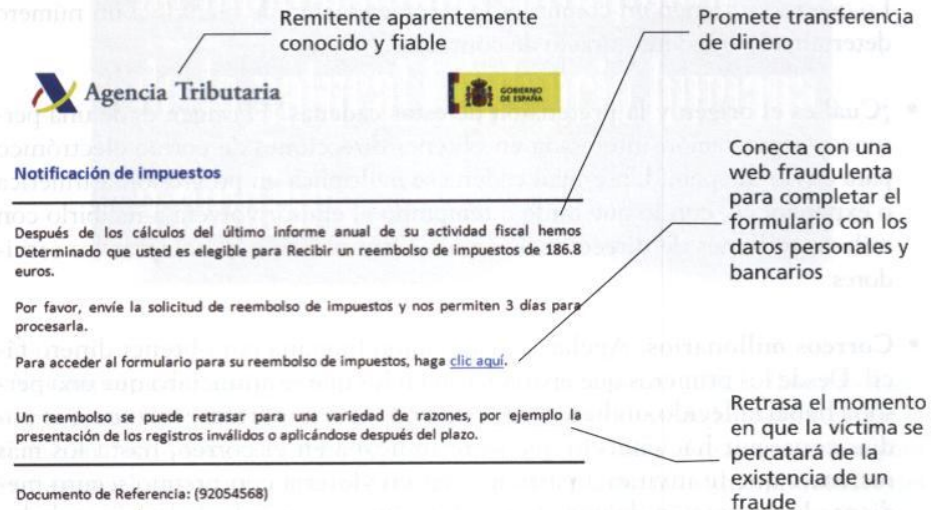 Remitente aparentemente
conocido y fiable
Promete transferencia
de dinero
Agencia Tributaria
GOBIERNO
DE ESPAÑA
Conecta con una
web fraudulenta
para completar el
formulario con los
datos personales y
bancarios
Notificación de impuestos
Después de los cálculos del último informe anual de su actividad fiscal hemos
Determinado que usted es elegible para Recibir un reembolso de impuestos de 186.8
euros.
Por favor, envíe la solicitud de reembolso de impuestos y nos permiten 3 días para
procesarla.
Para acceder al formulario para su reembolso de impuestos, haga clic aquí.
Un reembolso se puede retrasar para una variedad de razones, por ejemplo la
presentación de los registros inválidos o aplicándose después del plazo.
Retrasa el momento
en que la víctima se
percatará de la
existencia de un
fraude
Documento de Referencia: (92054568)